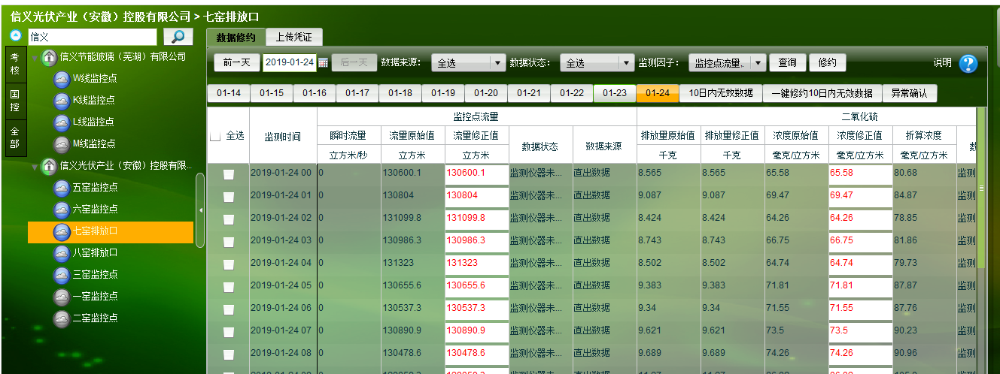 信义光伏产业（安徽）控股有限公司 > 七窑排放口
信义
考核
国控
全部
信义节能玻璃（芜湖）有限公司
W线监控点
K线监控点
L线监控点
M线监控点
信义光伏产业（安徽）控股有限..
五窑监控点
六窑监控点
七窑排放口
八窑排放口
三窑监控点
一窑监控点
二窑监控点
数据修约 上传凭证
前一天 2019-01-24 后一天 数据来源： 全选 数据状态： 全选 监测因子： 监控点流量. 查询 修约 说明 ?
01-14 01-15 01-16 01-17 01-18 01-19 01-20 01-21 01-22 01-23 01-24 10日内无效数据 一键修约10日内无效数据 异常确认
监控点流量 二氧化硫
全选 监测时间 瞬时流量 流量原始值 流量修正值 数据状态 数据来源 排放量原始值 排放量修正值 浓度原始值 浓度修正值 折算浓度
立方米/秒 立方米 立方米 千克 千克 毫克/立方米 毫克/立方米 毫克/立方米
2019-01-24 00 0 130600.1 130600.1 监测仪器未... 直出数据 8.565 8.565 65.58 65.58 80.68 监测
2019-01-24 01 0 130804 130804 监测仪器未... 直出数据 9.087 9.087 69.47 69.47 84.87 监测
2019-01-24 02 0 131099.8 131099.8 监测仪器未... 直出数据 8.424 8.424 64.26 64.26 78.85 监测
2019-01-24 03 0 130986.3 130986.3 监测仪器未... 直出数据 8.743 8.743 66.75 66.75 81.86 监测
2019-01-24 04 0 131323 131323 监测仪器未... 直出数据 8.502 8.502 64.74 64.74 79.73 监测
2019-01-24 05 0 130655.6 130655.6 监测仪器未... 直出数据 9.383 9.383 71.81 71.81 87.87 监测
2019-01-24 06 0 130537.3 130537.3 监测仪器未... 直出数据 9.34 9.34 71.55 71.55 87.76 监测
2019-01-24 07 0 130890.9 130890.9 监测仪器未... 直出数据 9.621 9.621 73.5 73.5 90.23 监测
2019-01-24 08 0 130478.6 130478.6 监测仪器未... 直出数据 9.689 9.689 74.26 74.26 90.96 监测